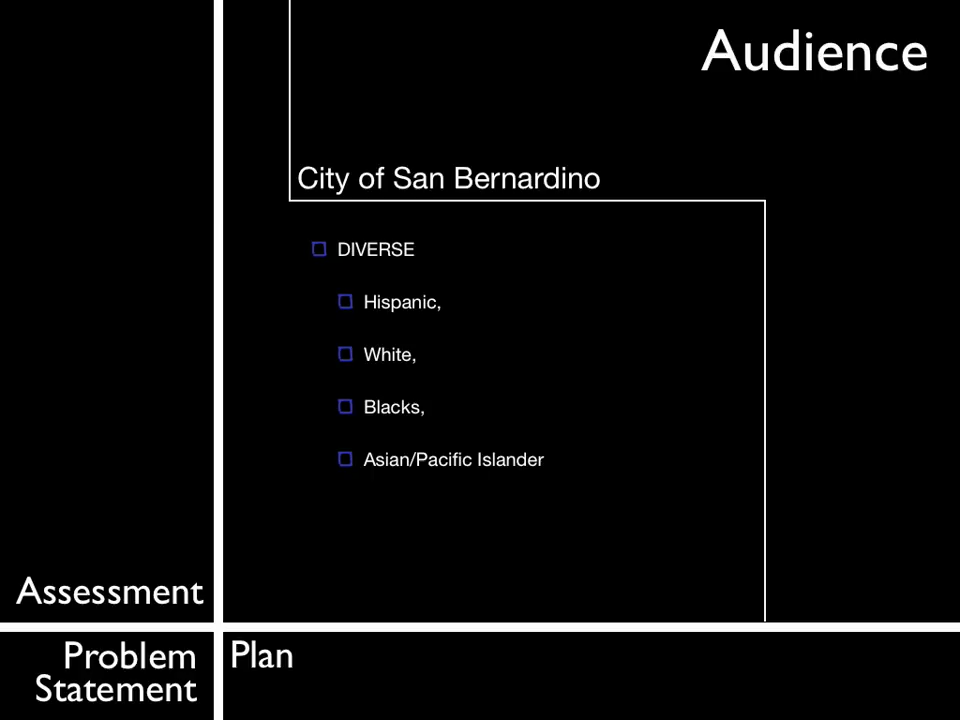 Audience
City of San Bernardino
DIVERSE
Hispanic,
White,
Blacks,
Asian/Pacific Islander
Assessment
Problem
Statement
Plan